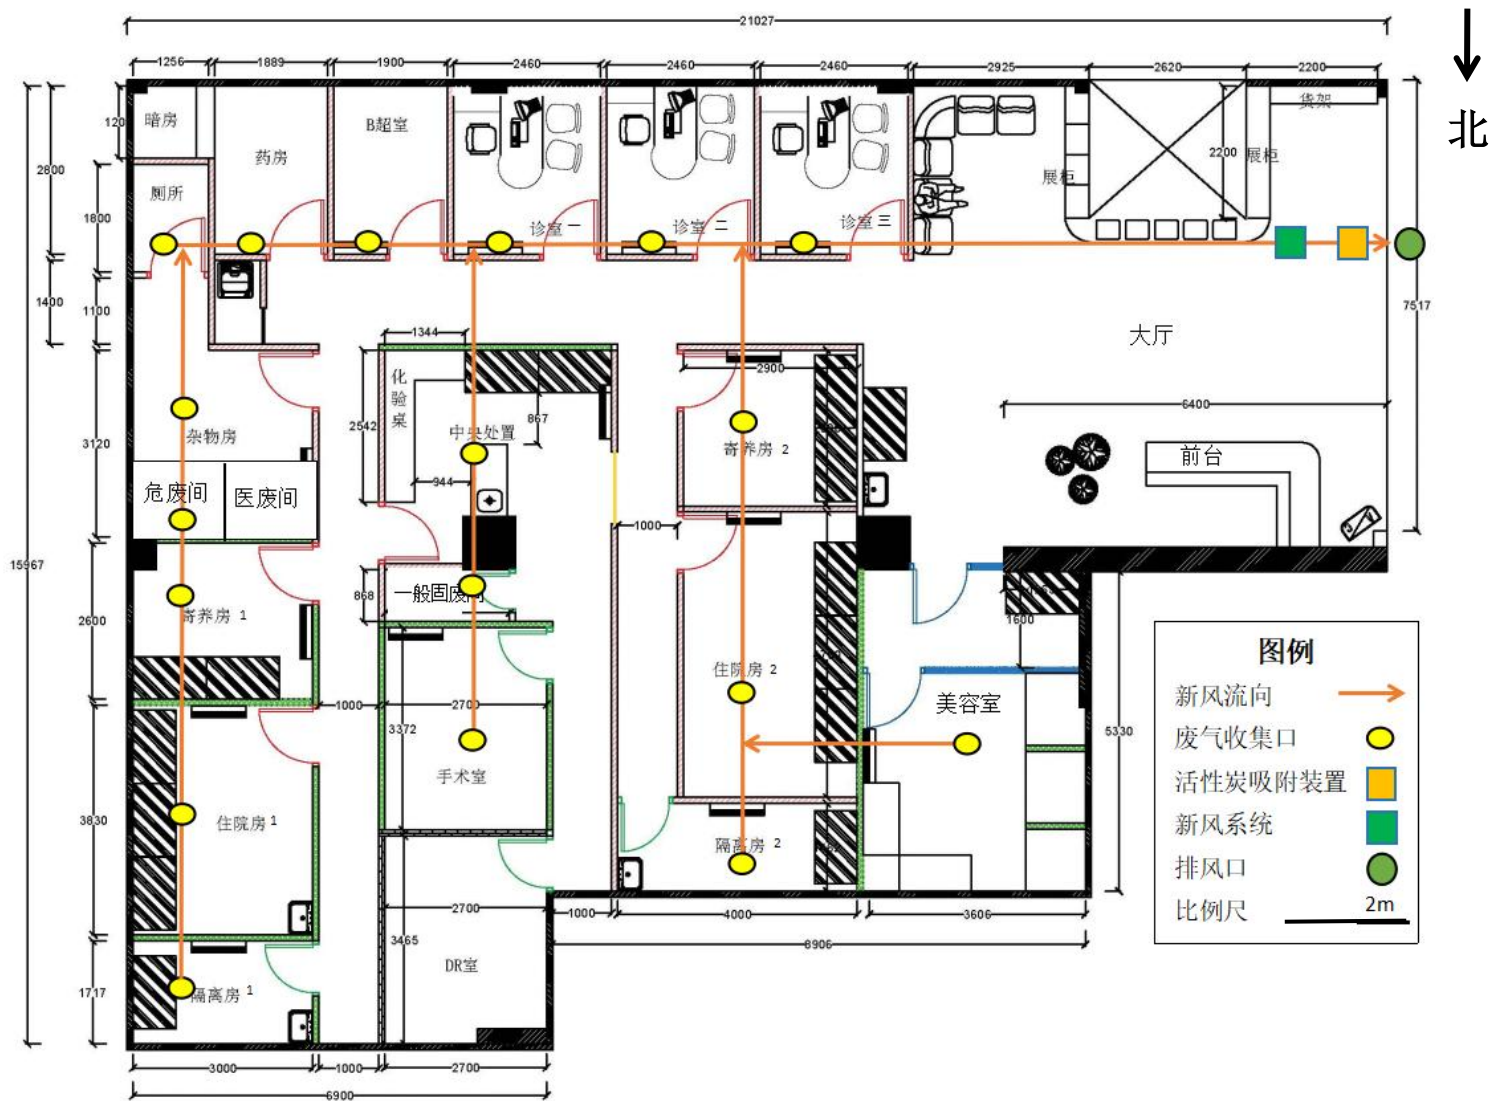 21027
北
1256
1889
1900
2460
2460
2460
2925
2620
2200
货架
暗房
120
药房
B超室
2800
2200
展柜
展柜
厕所
1800
诊室一
诊室二
诊室三
1400
1100
7517
1344
大厅
化验桌
2900
6400
2542
867
3120
杂物房
中央处置
寄养房 2
前台
944
危废间
医废间
1000
15967
868
一般固废间
2600
寄养房 1
1600
图例
新风流向
废气收集口
活性炭吸附装置
新风系统
排风口
比例尺
2m
住院房 2
美容室
1000
2700
3372
5330
手术室
3830
住院房 1
隔离房 2
2700
1000
4000
3606
3465
6906
DR室
1717
隔离房 1
3000
1000
2700
6900